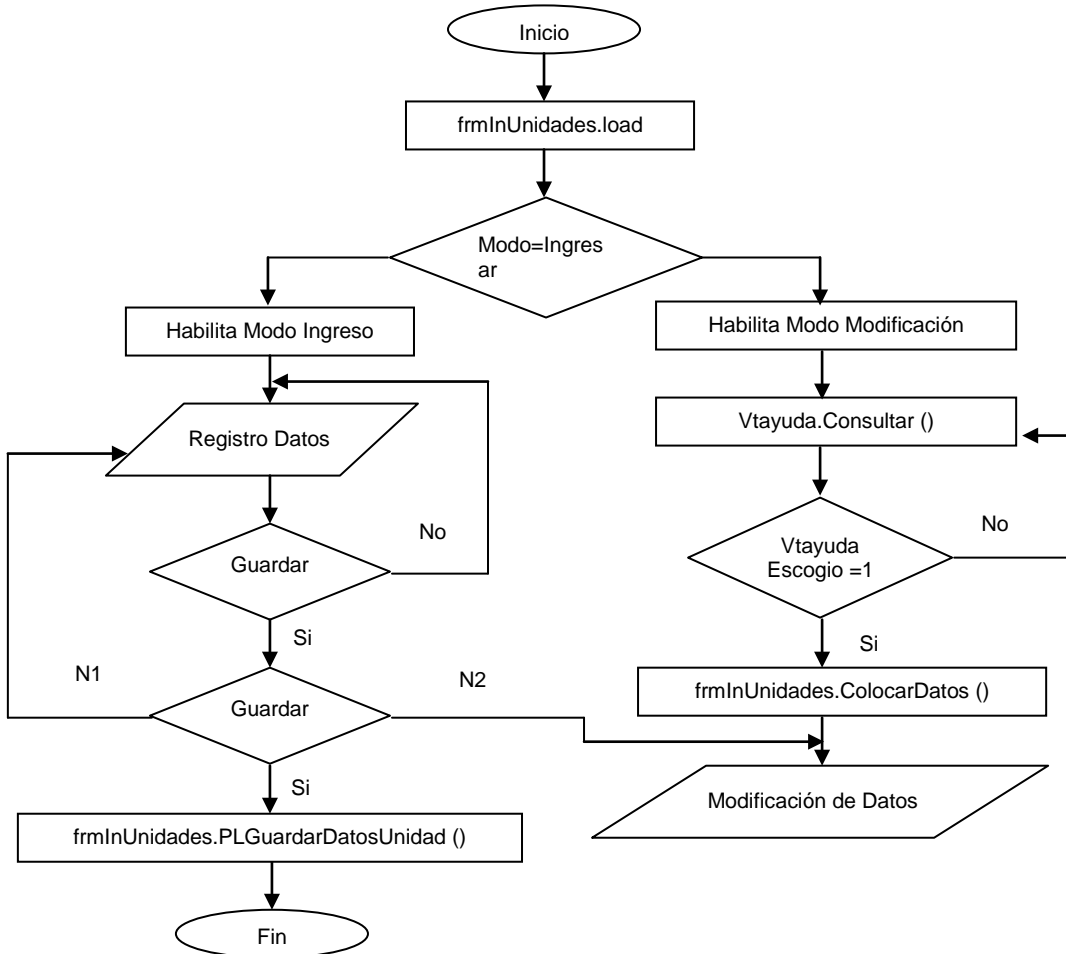 Inicio
frmInUnidades.load
Modo=Ingres
ar
Habilita Modo Ingreso
Habilita Modo Modificación
Vtayuda.Consultar ()
Registro Datos
No
No
Guardar
Vtayuda
Escogio =1
Si
Si
N1
N2
Guardar
frmInUnidades.ColocarDatos ()
Si
Modificación de Datos
frmInUnidades.PLGuardarDatosUnidad ()
Fin